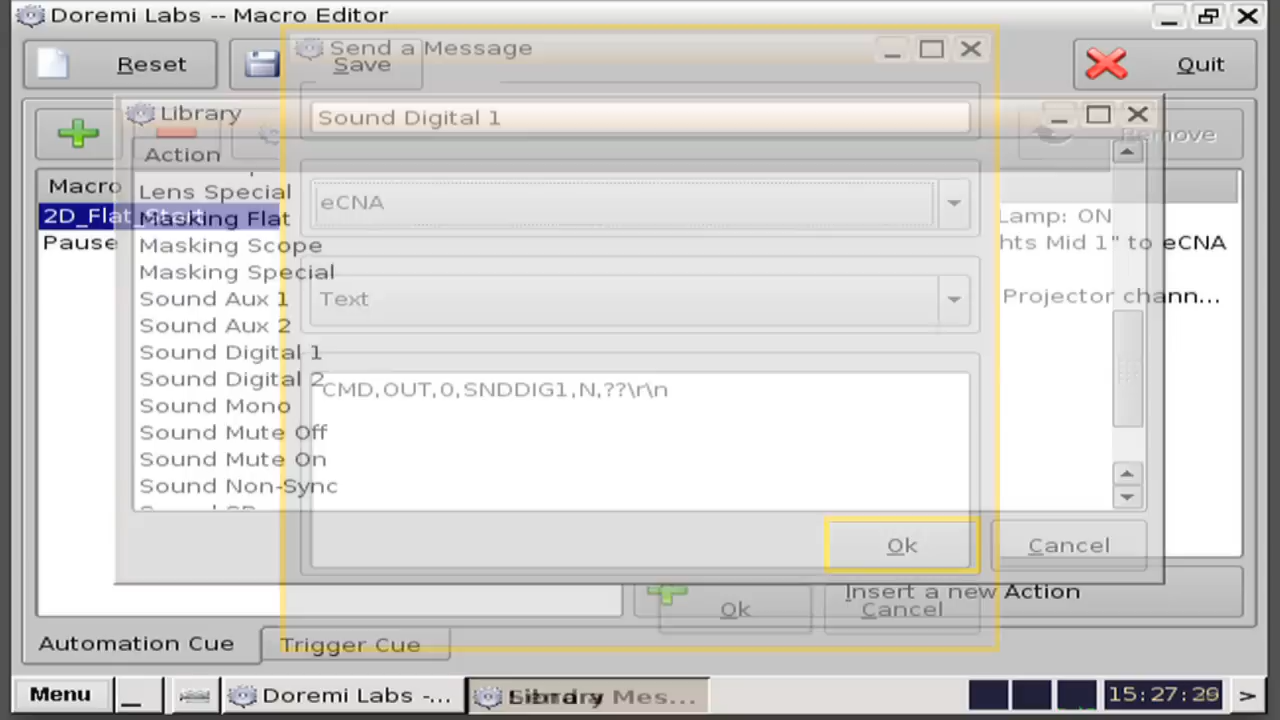 Doremi Labs -- Macro Editor
Send a Message
Reset
Save
Quit
Library
Sound Digital 1
Action
Macro
Lens Special
eCNA
2D_Flat_Start
Masking Flat
Lamp: ON
Pause
Masking Scope
hts Mid 1" to eCNA
Masking Special
Sound Aux 1
Text
Projector chann...
Sound Aux 2
Sound Digital 1
Sound Digital 2
CMD,OUT,0,SNDDIG1,N,??\r\n
Sound Mono
Sound Mute Off
Sound Mute On
Sound Non-Sync
Ok
Cancel
Insert a new Action
Ok
Cancel
Automation Cue
Trigger Cue
Menu
Doremi Labs -...
Library
15:27:29
>